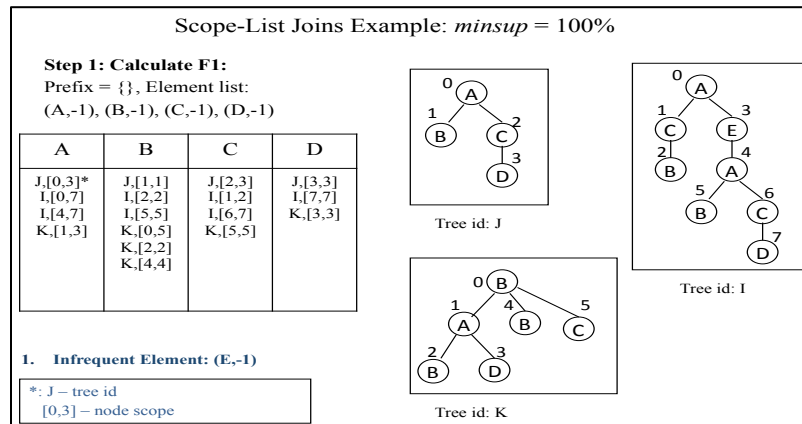 Scope-List Joins Example: minsup = 100%
Step 1: Calculate F1:
Prefix = {}, Element list:
(A,-1), (B,-1), (C,-1), (D,-1)
A B C D
J,[0,3]* J,[1,1] J,[2,3] J,[3,3]
I,[0,7] I,[2,2] I,[1,2] I,[7,7]
I,[4,7] I,[5,5] I,[6,7] K,[3,3]
K,[1,3] K,[0,5] K,[5,5]
K,[2,2]
K,[4,4]
1. Infrequent Element: (E,-1)
*: J – tree id
[0,3] – node scope
0
A
1 2
B C
3
D
Tree id: J
0
B
1 4 5
A B C
2 3
B D
Tree id: K
0
A
1 3
C E
2 4
B A
5 6
B C
7
D
Tree id: I